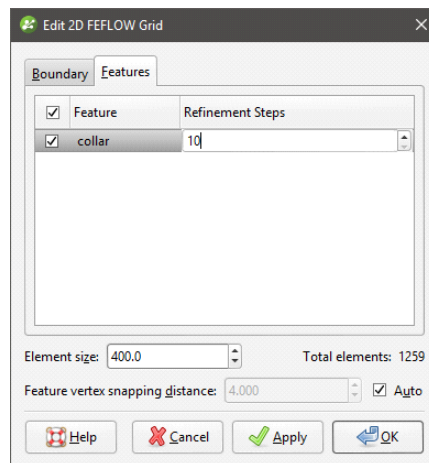 Edit 2D FEFLOW Grid
Boundary Features
Feature Refinement Steps
collar 10
Element size: 400.0 Total elements: 1259
Feature vertex snapping distance: 4.000 Auto
Help Cancel Apply OK